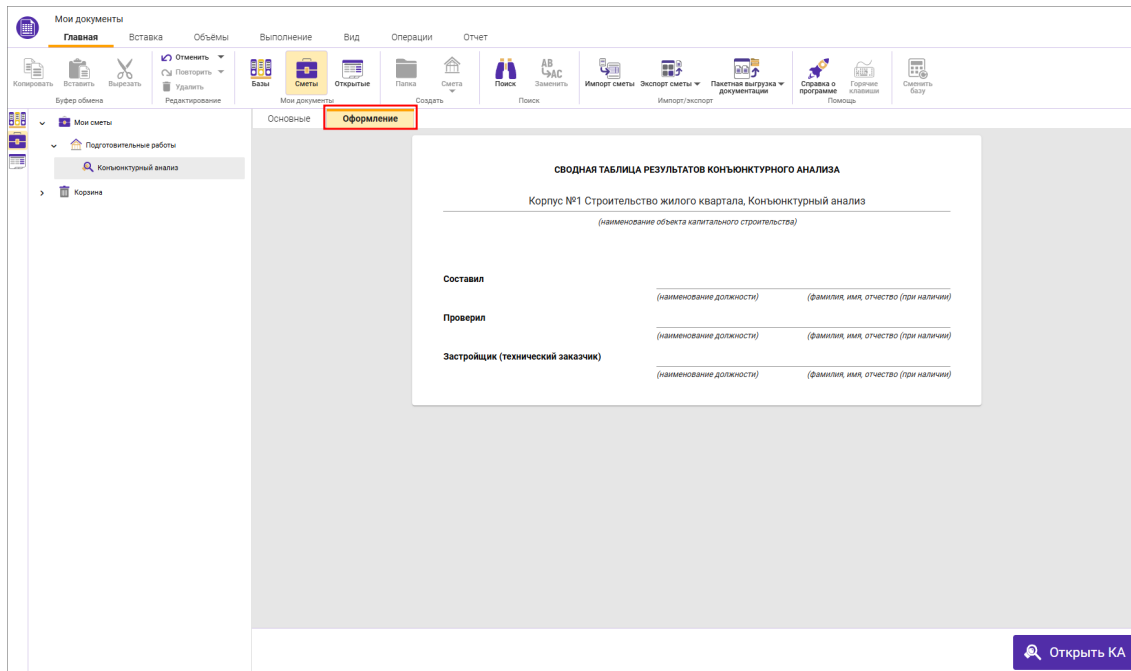 Мои документы
Главная Вставка Объёмы Выполнение Вид Операции Отчет
Копировать Вставить Вырезать
Отменить
Повторить
Удалить
Базы Сметы Открытые Папка Смета Поиск
AB
AC
Заменить Импорт сметы Экспорт сметы Пакетная выгрузка документации Справка о программе Горячие клавиши Сменить базу
Буфер обмена Редактирование Мои документы Создать Поиск Импорт/экспорт Помощь
Мои сметы
Подготовительные работы
Конъюнктурный анализ
Корзина
Основные Оформление
СВОДНАЯ ТАБЛИЦА РЕЗУЛЬТАТОВ КОНЪЮНКТУРНОГО АНАЛИЗА
Корпус №1 Строительство жилого квартала, Конъюнктурный анализ
(наименование объекта капитального строительства)
Составил
(наименование должности) (фамилия, имя, отчество (при наличии)
Проверил
(наименование должности) (фамилия, имя, отчество (при наличии)
Застройщик (технический заказчик)
(наименование должности) (фамилия, имя, отчество (при наличии)
Открыть КА